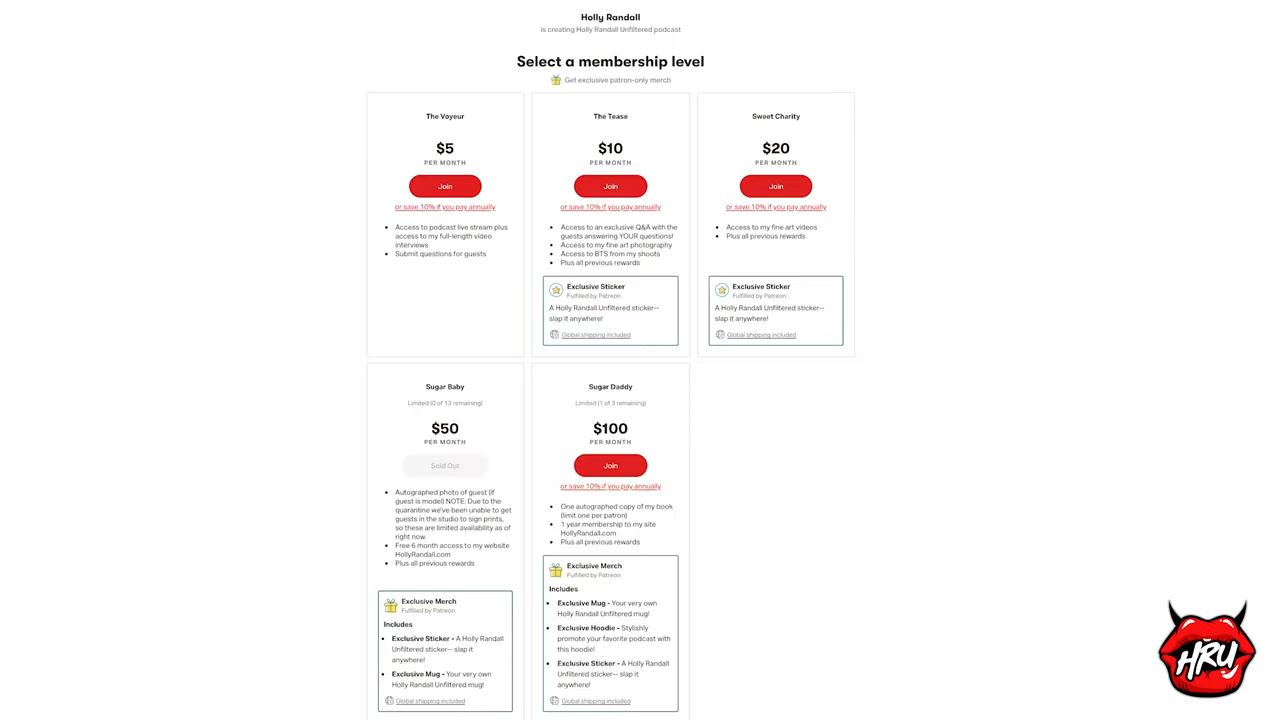 Holly Randall
is creating Holly Randall Unfiltered podcast
Select a membership level
Get exclusive patron-only merch
The Voyeur
$5
PER MONTH
Join
or save 10% if you pay annually
Access to podcast live stream plus
access to my full-length video
interviews
Submit questions for guests
The Tease
$10
PER MONTH
Join
or save 10% if you pay annually
Access to an exclusive Q&A with the
guests answering YOUR questions!
Access to my fine art photography
Access to BTS from my shoots
Plus all previous rewards
Exclusive Sticker
Fulfilled by Patreon
A Holly Randall Unfiltered sticker--
slap it anywhere!
Global shipping included
Sweet Charity
$20
PER MONTH
Join
or save 10% if you pay annually
Access to my fine art videos
Plus all previous rewards
Exclusive Sticker
Fulfilled by Patreon
A Holly Randall Unfiltered sticker--
slap it anywhere!
Global shipping included
Sugar Baby
Limited (0 of 13 remaining)
$50
PER MONTH
Sold Out
Autographed photo of guest (if
guest is model) NOTE: Due to the
quarantine we've been unable to get
guests in the studio to sign prints,
so these are limited availability as of
right now.
Free 6 month access to my website
HollyRandall.com
Plus all previous rewards
Exclusive Merch
Fulfilled by Patreon
Includes
Exclusive Sticker - A Holly Randall
Unfiltered sticker-- slap it
anywhere!
Exclusive Mug - Your very own
Holly Randall Unfiltered mug!
Global shipping included
Sugar Daddy
Limited (1 of 3 remaining)
$100
PER MONTH
Join
or save 10% if you pay annually
One autographed copy of my book
(limit one per patron)
1 year membership to my site
HollyRandall.com
Plus all previous rewards
Exclusive Merch
Fulfilled by Patreon
Includes
Exclusive Mug - Your very own
Holly Randall Unfiltered mug!
Exclusive Hoodie - Stylishly
promote your favorite podcast with
this hoodie!
Exclusive Sticker - A Holly Randall
Unfiltered sticker-- slap it
anywhere!
Global shipping included
HRU